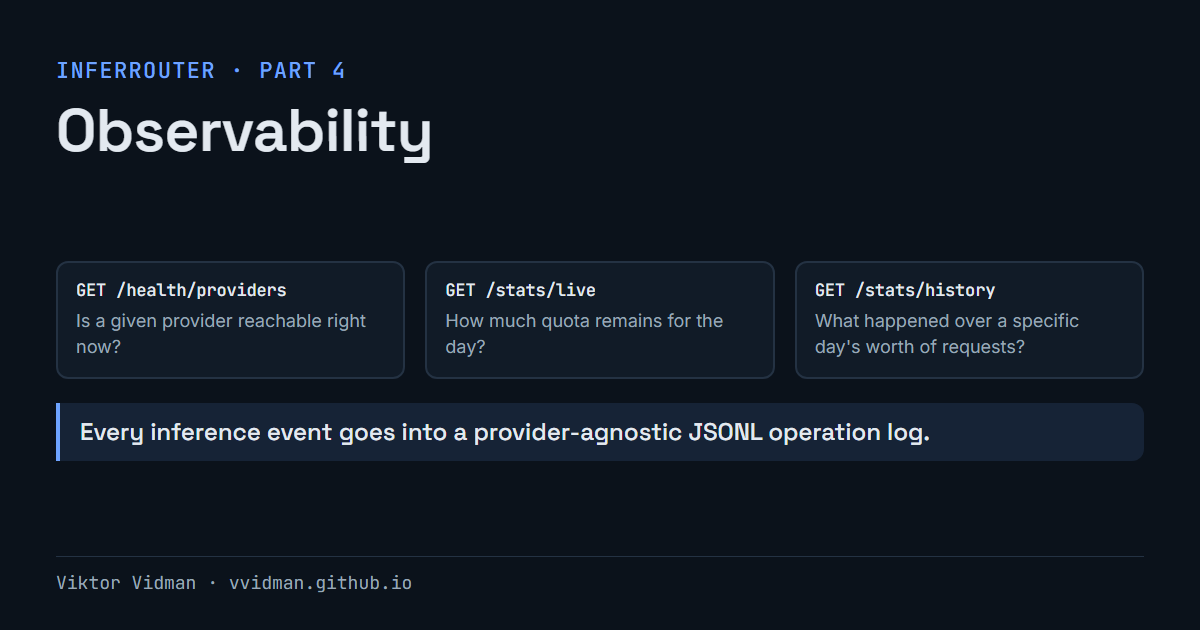 INFERROUTER · PART 4
Observability
GET /health/providers
Is a given provider reachable right
now?
GET /stats/live
How much quota remains for the
day?
GET /stats/history
What happened over a specific
day's worth of requests?
Every inference event goes into a provider-agnostic JSONL operation log.
Viktor Vidman · vvidman.github.io